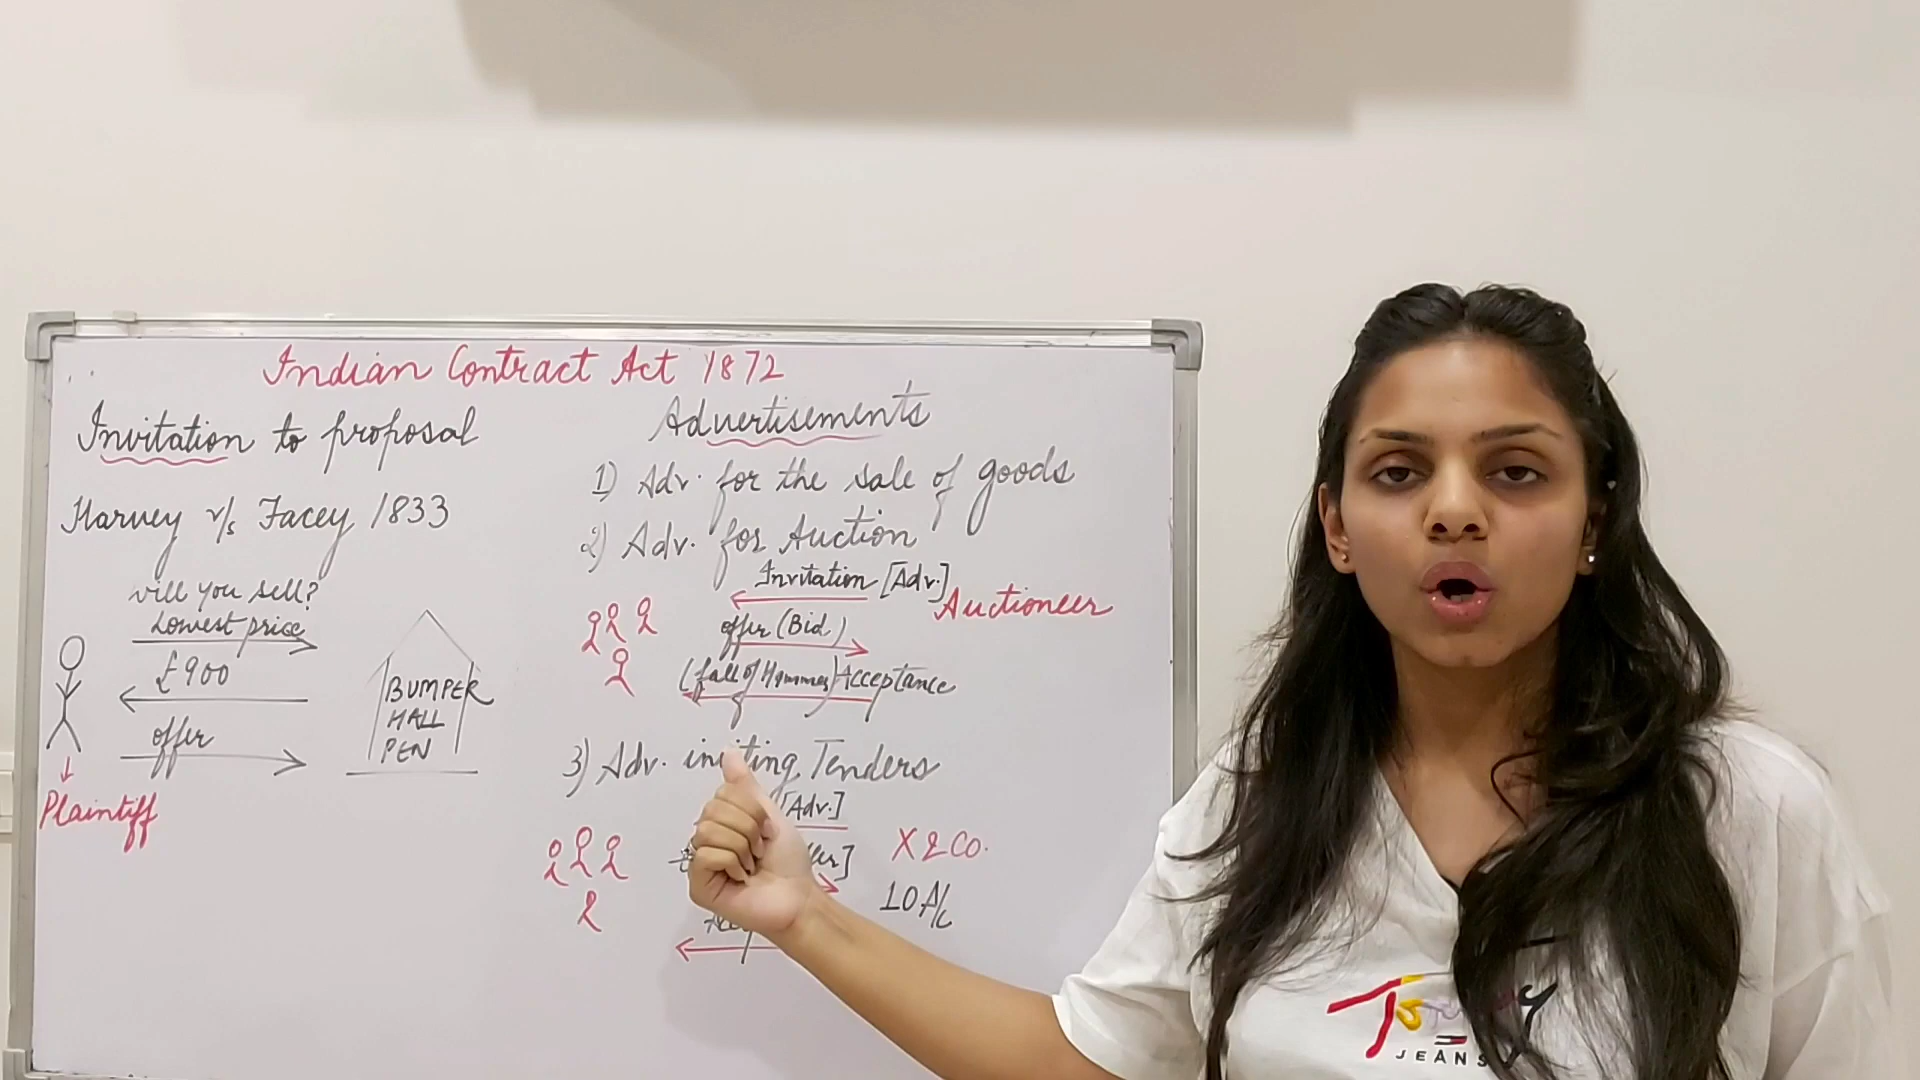 Indian Contract Act 1872
Invitation to proposal
Harvey v/s Facey 1833
will you sell?
Lowest price
£900
offer
Plaintiff
BUMPER
HALL
PEN
Advertisements
1) Adv. for the sale of goods
2) Adv. for Auction
Invitation [Adv.]
Auctioneer
offer (Bid)
(fall of Hammer) Acceptance
3) Adv. inviting Tenders
[Adv.]
X & Co.
10 A/c
JEANS